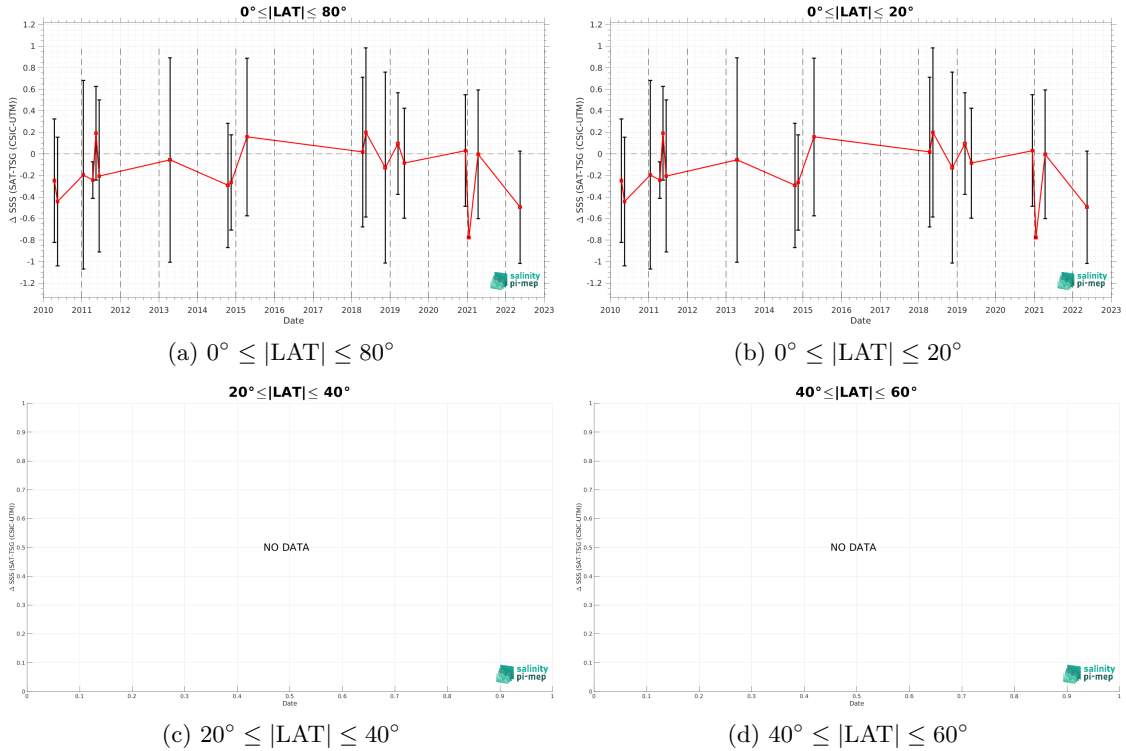 0°≤|LAT|≤ 80°
Δ SSS (SAT-TSG (CSIC-UTM))
1.2
1
0.8
0.6
0.4
0.2
0
-0.2
-0.4
-0.6
-0.8
-1
-1.2
2010 2011 2012 2013 2014 2015 2016 2017 2018 2019 2020 2021 2022 2023
Date
salinity
pi-mep
(a) 0° ≤ |LAT| ≤ 80°
0°≤|LAT|≤ 20°
Δ SSS (SAT-TSG (CSIC-UTM))
1.2
1
0.8
0.6
0.4
0.2
0
-0.2
-0.4
-0.6
-0.8
-1
-1.2
2010 2011 2012 2013 2014 2015 2016 2017 2018 2019 2020 2021 2022 2023
Date
salinity
pi-mep
(b) 0° ≤ |LAT| ≤ 20°
20°≤|LAT|≤ 40°
Δ SSS (SAT-TSG (CSIC-UTM))
1
0.9
0.8
0.7
0.6
0.5
0.4
0.3
0.2
0.1
0
NO DATA
0 0.1 0.2 0.3 0.4 0.5 0.6 0.7 0.8 0.9 1
Date
salinity
pi-mep
(c) 20° ≤ |LAT| ≤ 40°
40°≤|LAT|≤ 60°
Δ SSS (SAT-TSG (CSIC-UTM))
1
0.9
0.8
0.7
0.6
0.5
0.4
0.3
0.2
0.1
0
NO DATA
0 0.1 0.2 0.3 0.4 0.5 0.6 0.7 0.8 0.9 1
Date
salinity
pi-mep
(d) 40° ≤ |LAT| ≤ 60°